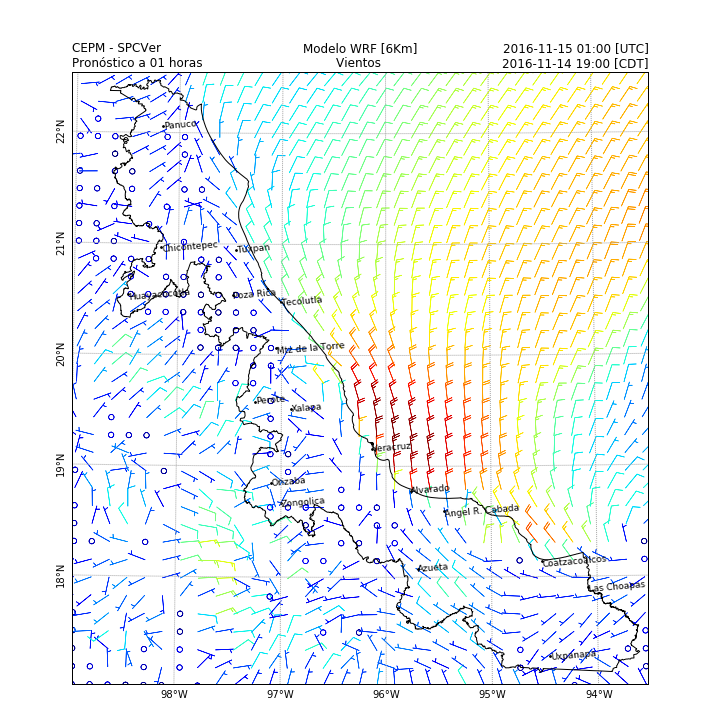 CEPM - SPCVer Modelo WRF [6Km] 2016-11-15 01:00 [UTC]
Pronóstico a 01 horas Vientos 2016-11-14 19:00 [CDT]
22°N
Panuco
21°N
Chicontepec Tuxpan
Huayacocotla Poza Rica Tecolutla
20°N
Mtz de la Torre
Perote Xalapa
Veracruz
19°N
Orizaba Alvarado
Zongolica Angel R. Cabada
18°N
Azueta Coatzacoalcos
Las Choapas
Uxpanapa
98°W 97°W 96°W 95°W 94°W